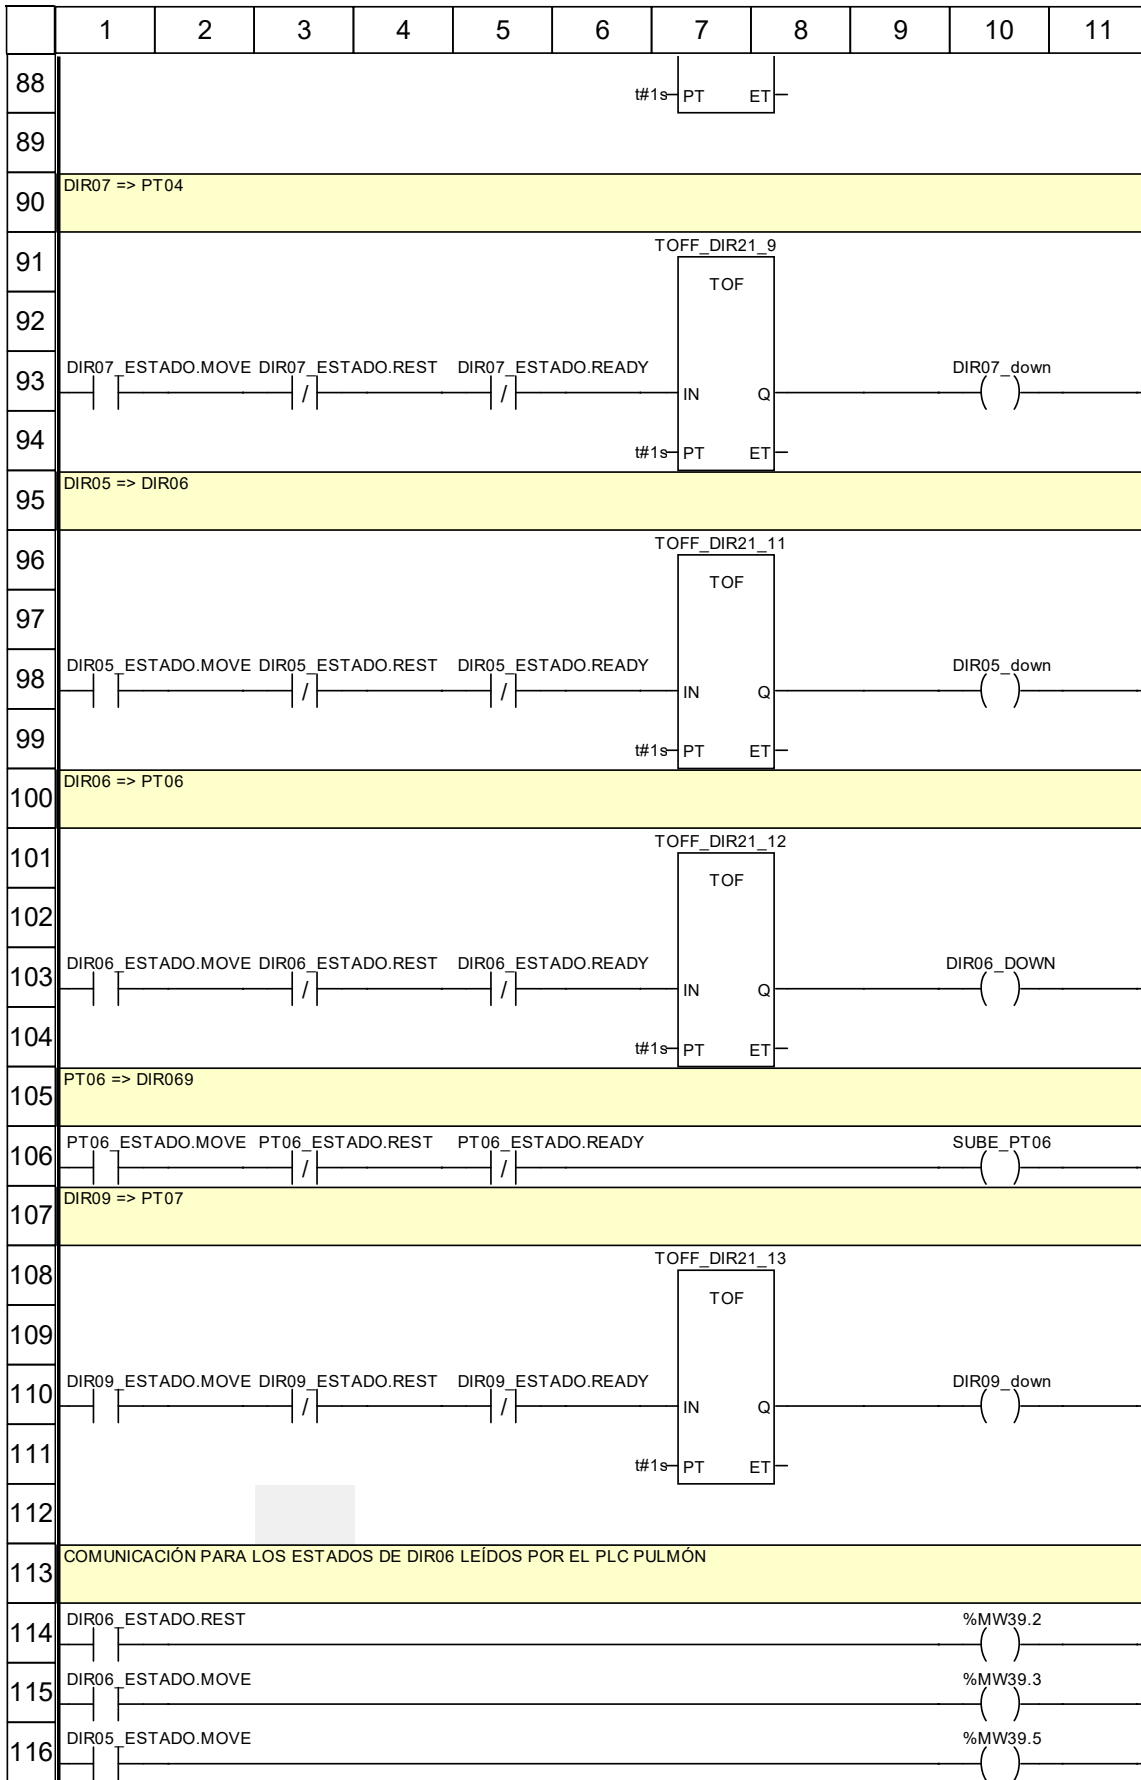 1 2 3 4 5 6 7 8 9 10 11
88
t#1s PT ET
89
90 DIR07 => PT04
91 TOFF_DIR21_9
TOF
92
DIR07_ESTADO.MOVE DIR07_ESTADO.REST DIR07_ESTADO.READY DIR07_down
93 / / IN Q
94 t#1s PT ET
95 DIR05 => DIR06
96 TOFF_DIR21_11
TOF
97
DIR05_ESTADO.MOVE DIR05_ESTADO.REST DIR05_ESTADO.READY DIR05_down
98 / / IN Q
99 t#1s PT ET
100 DIR06 => PT06
101 TOFF_DIR21_12
TOF
102
DIR06_ESTADO.MOVE DIR06_ESTADO.REST DIR06_ESTADO.READY DIR06_DOWN
103 / / IN Q
104 t#1s PT ET
105 PT06 => DIR069
PT06_ESTADO.MOVE PT06_ESTADO.REST PT06_ESTADO.READY SUBE_PT06
106 / /
107 DIR09 => PT07
108 TOFF_DIR21_13
TOF
109
DIR09_ESTADO.MOVE DIR09_ESTADO.REST DIR09_ESTADO.READY DIR09_down
110 / / IN Q
111 t#1s PT ET
112
113 COMUNICACIÓN PARA LOS ESTADOS DE DIR06 LEÍDOS POR EL PLC PULMÓN
114 DIR06_ESTADO.REST %MW39.2
115 DIR06_ESTADO.MOVE %MW39.3
116 DIR05_ESTADO.MOVE %MW39.5